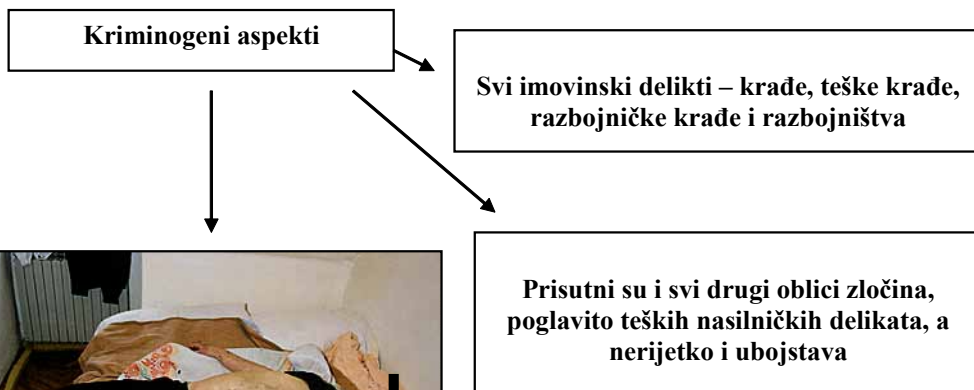 Kriminogeni aspekti
Svi imovinski delikti – krađe, teške krađe,
razbojničke krađe i razbojništva
Prisutni su i svi drugi oblici zločina,
poglavito teških nasilničkih delikata, a
nerijetko i ubojstava